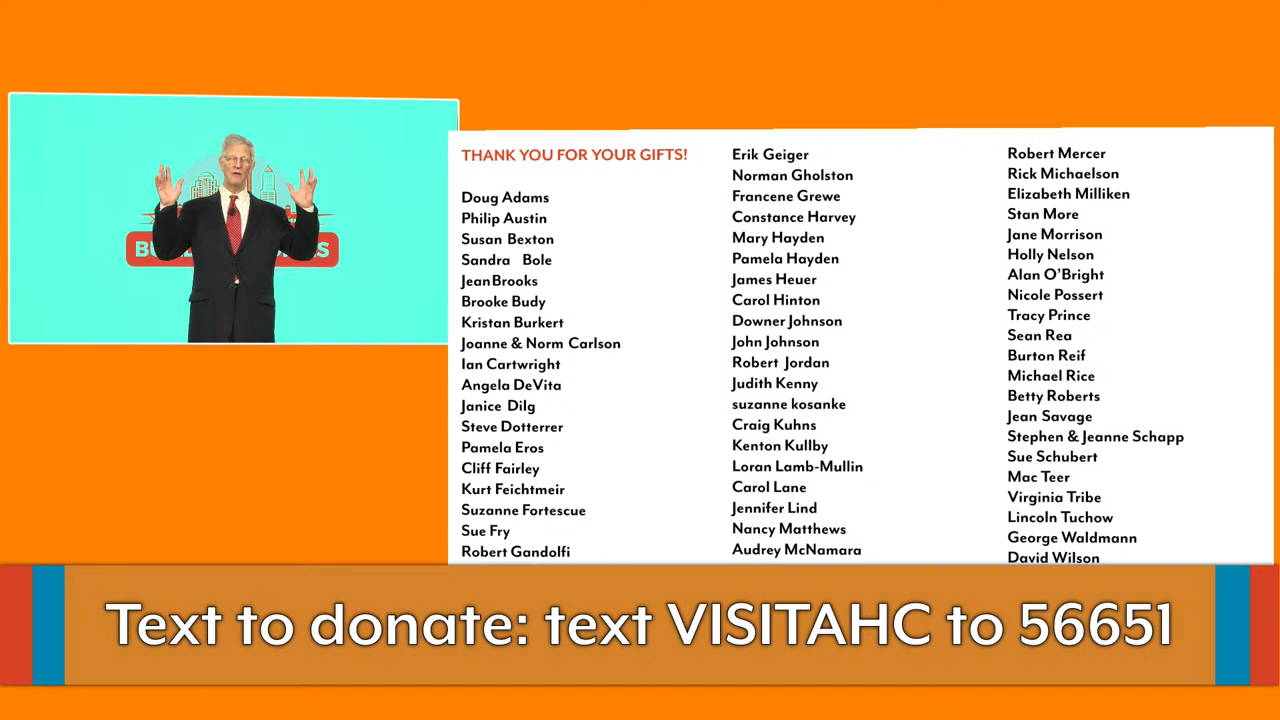 BU
S
THANK YOU FOR YOUR GIFTS!
Doug Adams
Philip Austin
Susan Bexton
Sandra Bole
JeanBrooks
Brooke Budy
Kristan Burkert
Joanne & Norm Carlson
Ian Cartwright
Angela DeVita
Janice Dilg
Steve Dotterrer
Pamela Eros
Cliff Fairley
Kurt Feichtmeir
Suzanne Fortescue
Sue Fry
Robert Gandolfi
Erik Geiger
Norman Gholston
Francene Grewe
Constance Harvey
Mary Hayden
Pamela Hayden
James Heuer
Carol Hinton
Downer Johnson
John Johnson
Robert Jordan
Judith Kenny
suzanne kosanke
Craig Kuhns
Kenton Kullby
Loran Lamb-Mullin
Carol Lane
Jennifer Lind
Nancy Matthews
Audrey McNamara
Robert Mercer
Rick Michaelson
Elizabeth Milliken
Stan More
Jane Morrison
Holly Nelson
Alan O’Bright
Nicole Possert
Tracy Prince
Sean Rea
Burton Reif
Michael Rice
Betty Roberts
Jean Savage
Stephen & Jeanne Schapp
Sue Schubert
Mac Teer
Virginia Tribe
Lincoln Tuchow
George Waldmann
David Wilson
Text to donate: text VISITAHC to 56651